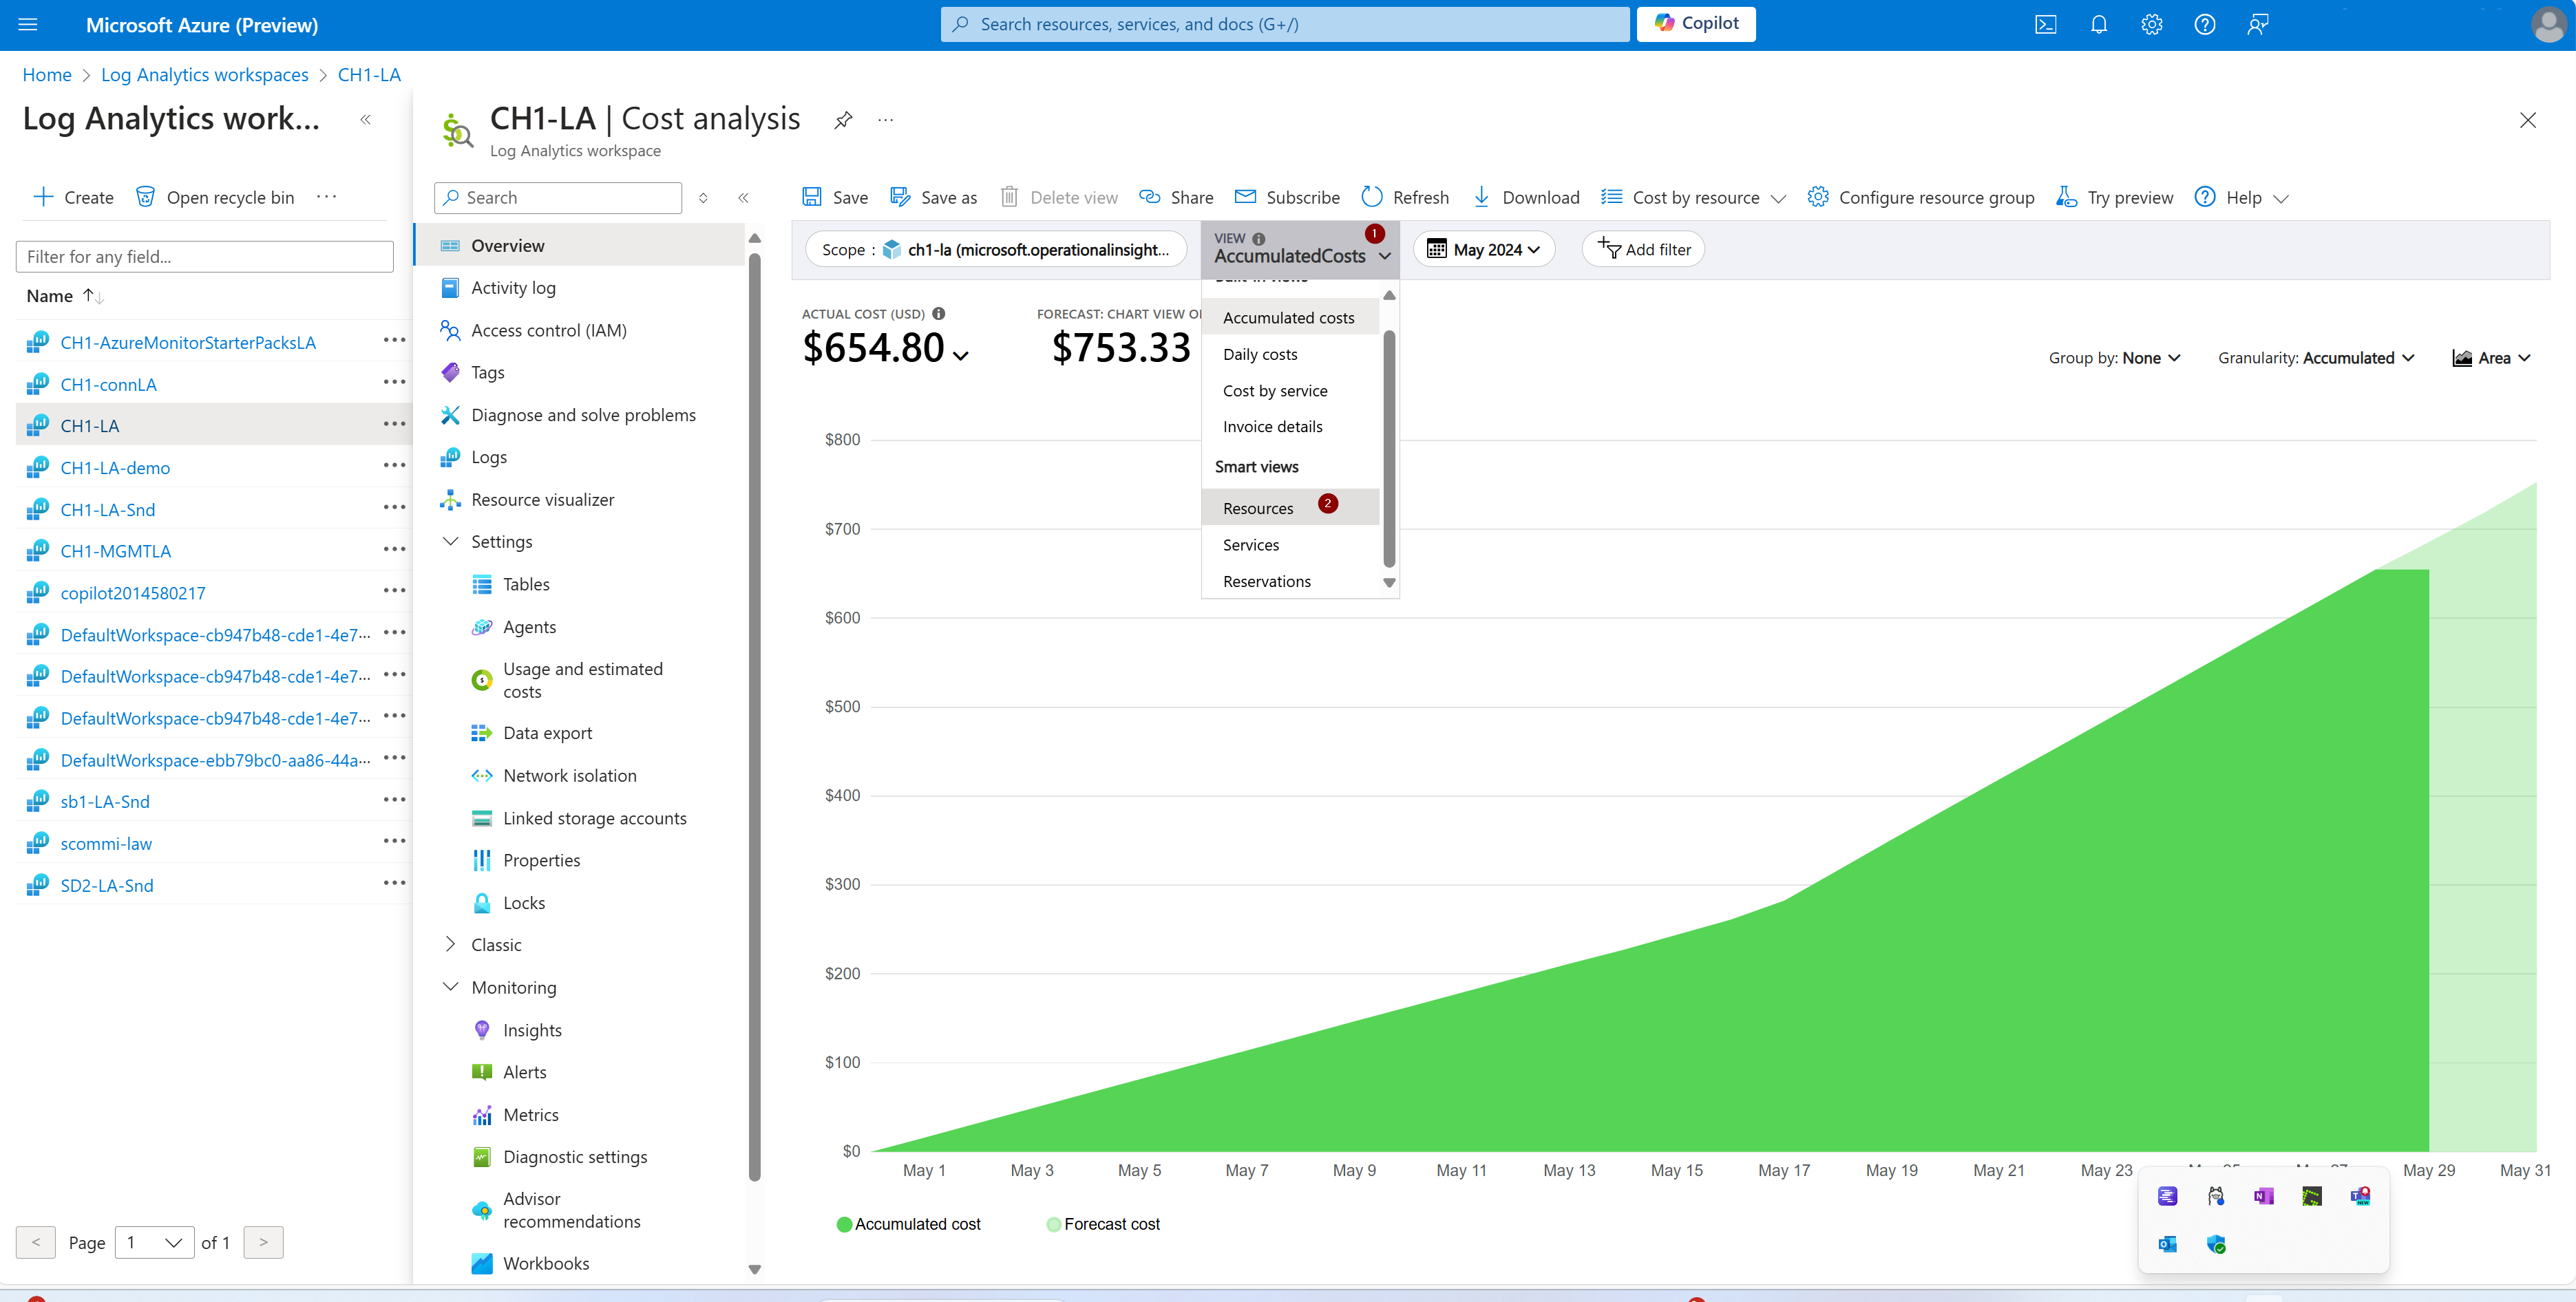 Microsoft Azure (Preview)
Search resources, services, and docs (G+/)
Copilot
Home > Log Analytics workspaces > CH1-LA
Log Analytics work...
CH1-LA | Cost analysis
Log Analytics workspace
Create
Open recycle bin
Filter for any field...
Name
CH1-AzureMonitorStarterPacksLA
CH1-connLA
CH1-LA
CH1-LA-demo
CH1-LA-Snd
CH1-MGMTLA
copilot2014580217
DefaultWorkspace-cb947b48-cde1-4e7...
DefaultWorkspace-cb947b48-cde1-4e7...
DefaultWorkspace-cb947b48-cde1-4e7...
DefaultWorkspace-ebb79bc0-aa86-44a...
sb1-LA-Snd
scommi-law
SD2-LA-Snd
< Page 1 of 1 >
Search
Overview
Activity log
Access control (IAM)
Tags
Diagnose and solve problems
Logs
Resource visualizer
Settings
Tables
Agents
Usage and estimated
costs
Data export
Network isolation
Linked storage accounts
Properties
Locks
Classic
Monitoring
Insights
Alerts
Metrics
Diagnostic settings
Advisor
recommendations
Workbooks
Save
Save as
Delete view
Share
Subscribe
Refresh
Download
Cost by resource
Configure resource group
Try preview
Help
Scope : ch1-la (microsoft.operationalinsight...
VIEW
AccumulatedCosts
1
May 2024
Add filter
Built-in views
Accumulated costs
Daily costs
Cost by service
Invoice details
Smart views
Resources
2
Services
Reservations
ACTUAL COST (USD)
$654.80
FORECAST: CHART VIEW O
$753.33
Group by: None
Granularity: Accumulated
Area
$800
$700
$600
$500
$400
$300
$200
$100
$0
May 1
May 3
May 5
May 7
May 9
May 11
May 13
May 15
May 17
May 19
May 21
May 23
May 29
May 31
Accumulated cost
Forecast cost